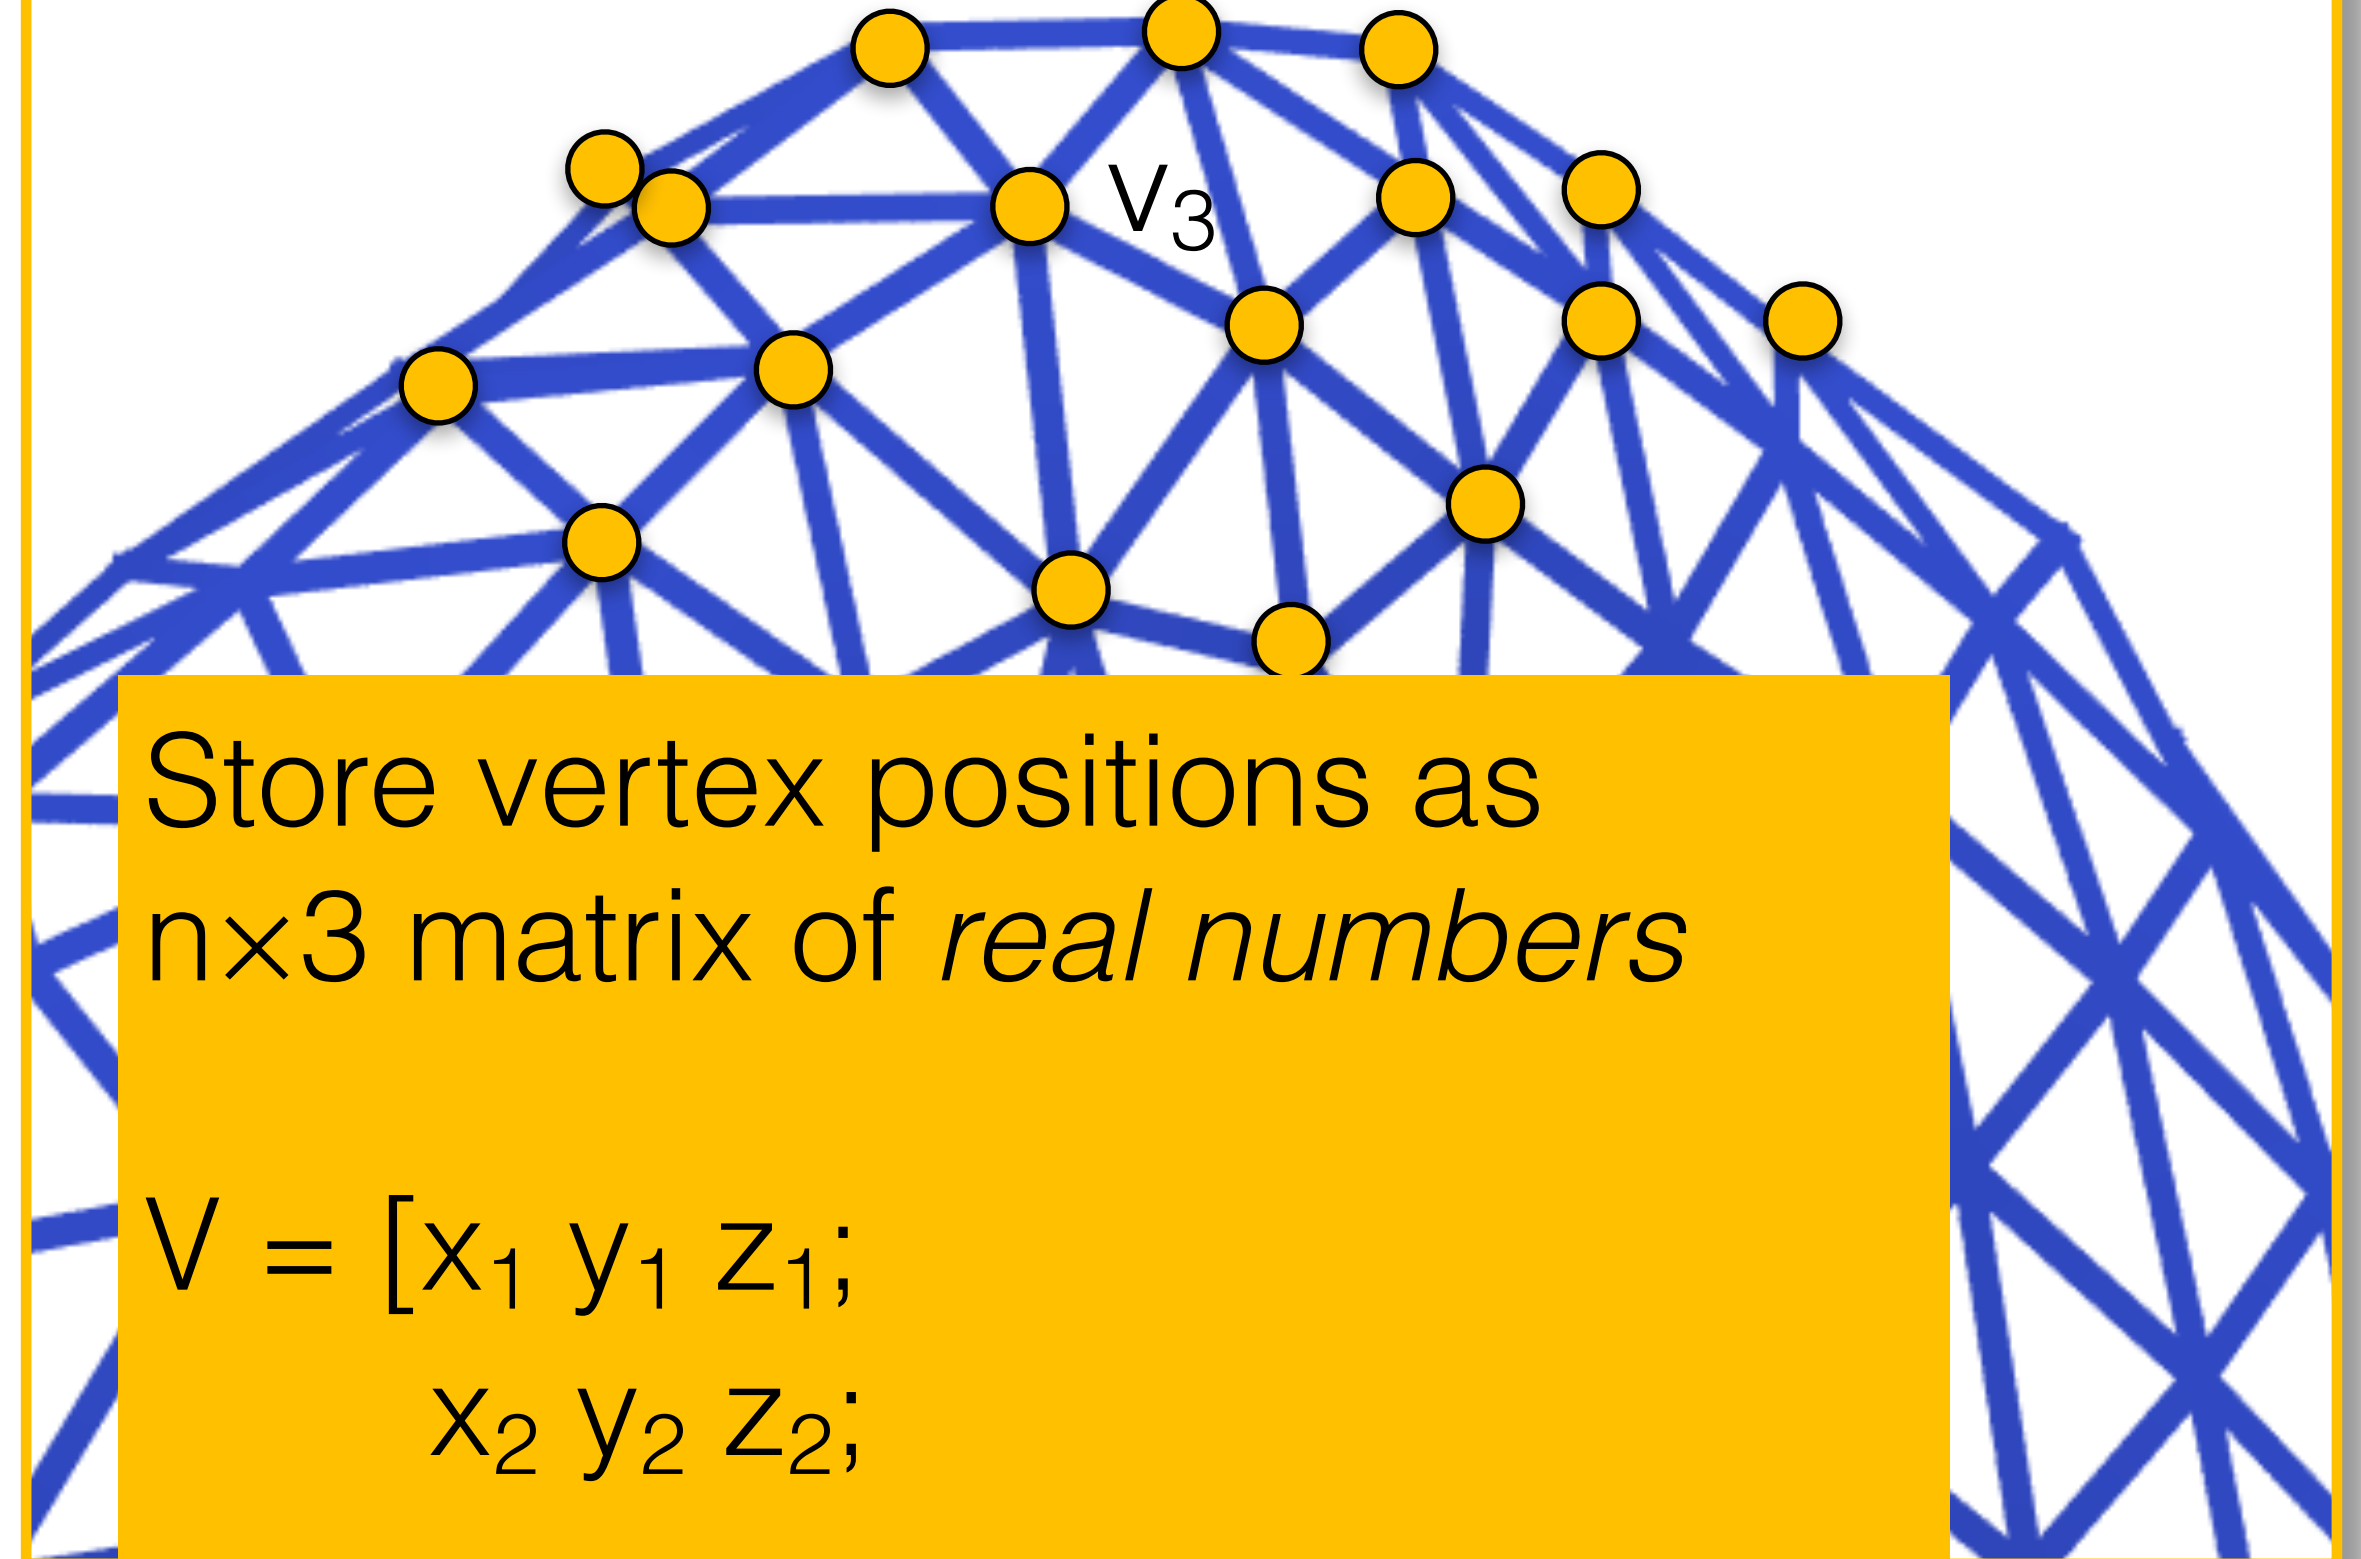 v₃
Store vertex positions as
n×3 matrix of real numbers
V = [x₁ y₁ z₁;
x₂ y₂ z₂;